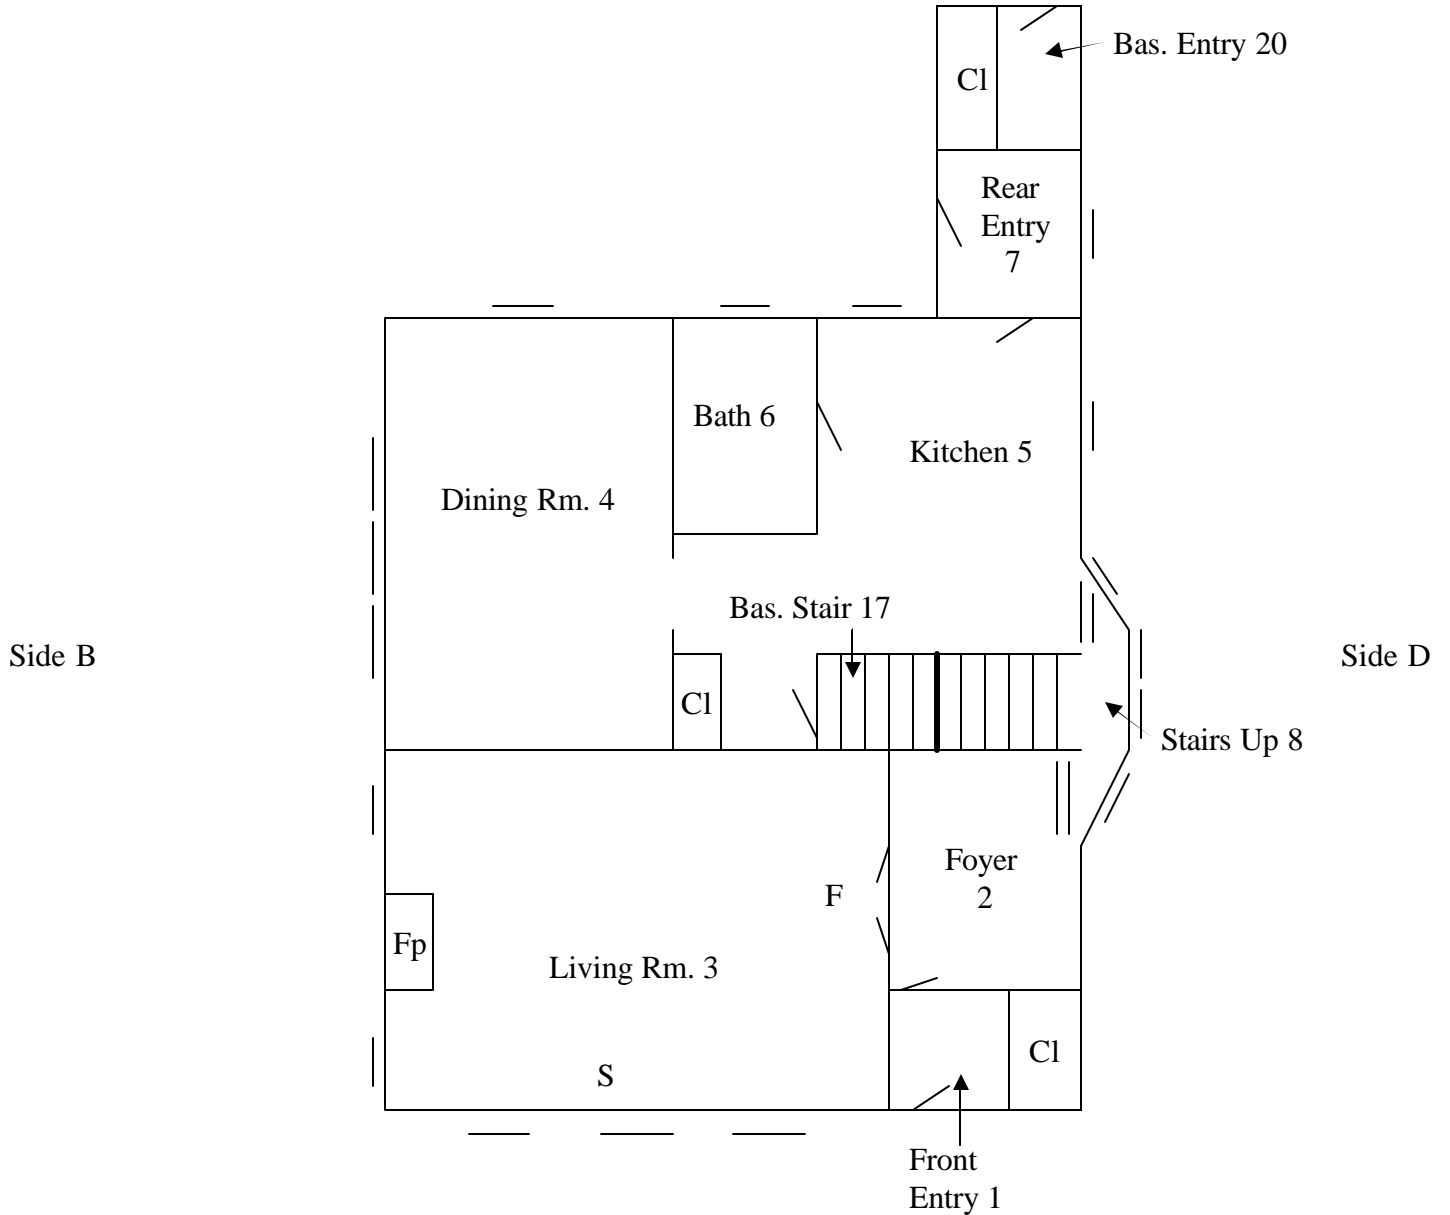 Bas. Entry 20
Cl
Rear
Entry
7
Bath 6
Kitchen 5
Dining Rm. 4
Bas. Stair 17
Side B
Side D
Cl
Stairs Up 8
Foyer
2
F
Fp
Living Rm. 3
Cl
S
Front
Entry 1